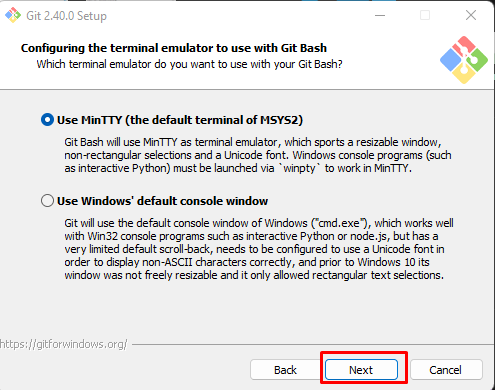 Git 2.40.0 Setup
Configuring the terminal emulator to use with Git Bash
Which terminal emulator do you want to use with your Git Bash?
Use MinTTY (the default terminal of MSYS2)
Git Bash will use MinTTY as terminal emulator, which sports a resizable window,
non-rectangular selections and a Unicode font. Windows console programs (such
as interactive Python) must be launched via `winpty` to work in MinTTY.
Use Windows' default console window
Git will use the default console window of Windows ("cmd.exe"), which works well
with Win32 console programs such as interactive Python or node.js, but has a
very limited default scroll-back, needs to be configured to use a Unicode font in
order to display non-ASCII characters correctly, and prior to Windows 10 its
window was not freely resizable and it only allowed rectangular text selections.
https://gitforwindows.org/
Back Next Cancel